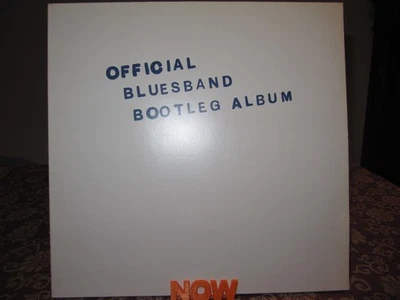 OFFICIAL
BLUESBAND
BOOTLEG ALBUM
NOW